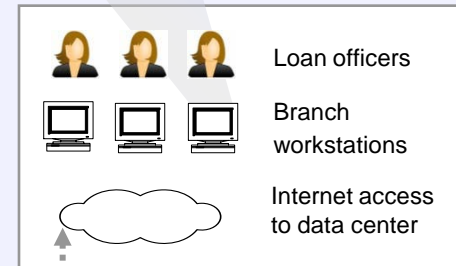 Loan officers
Branch
workstations
Internet access
to data center